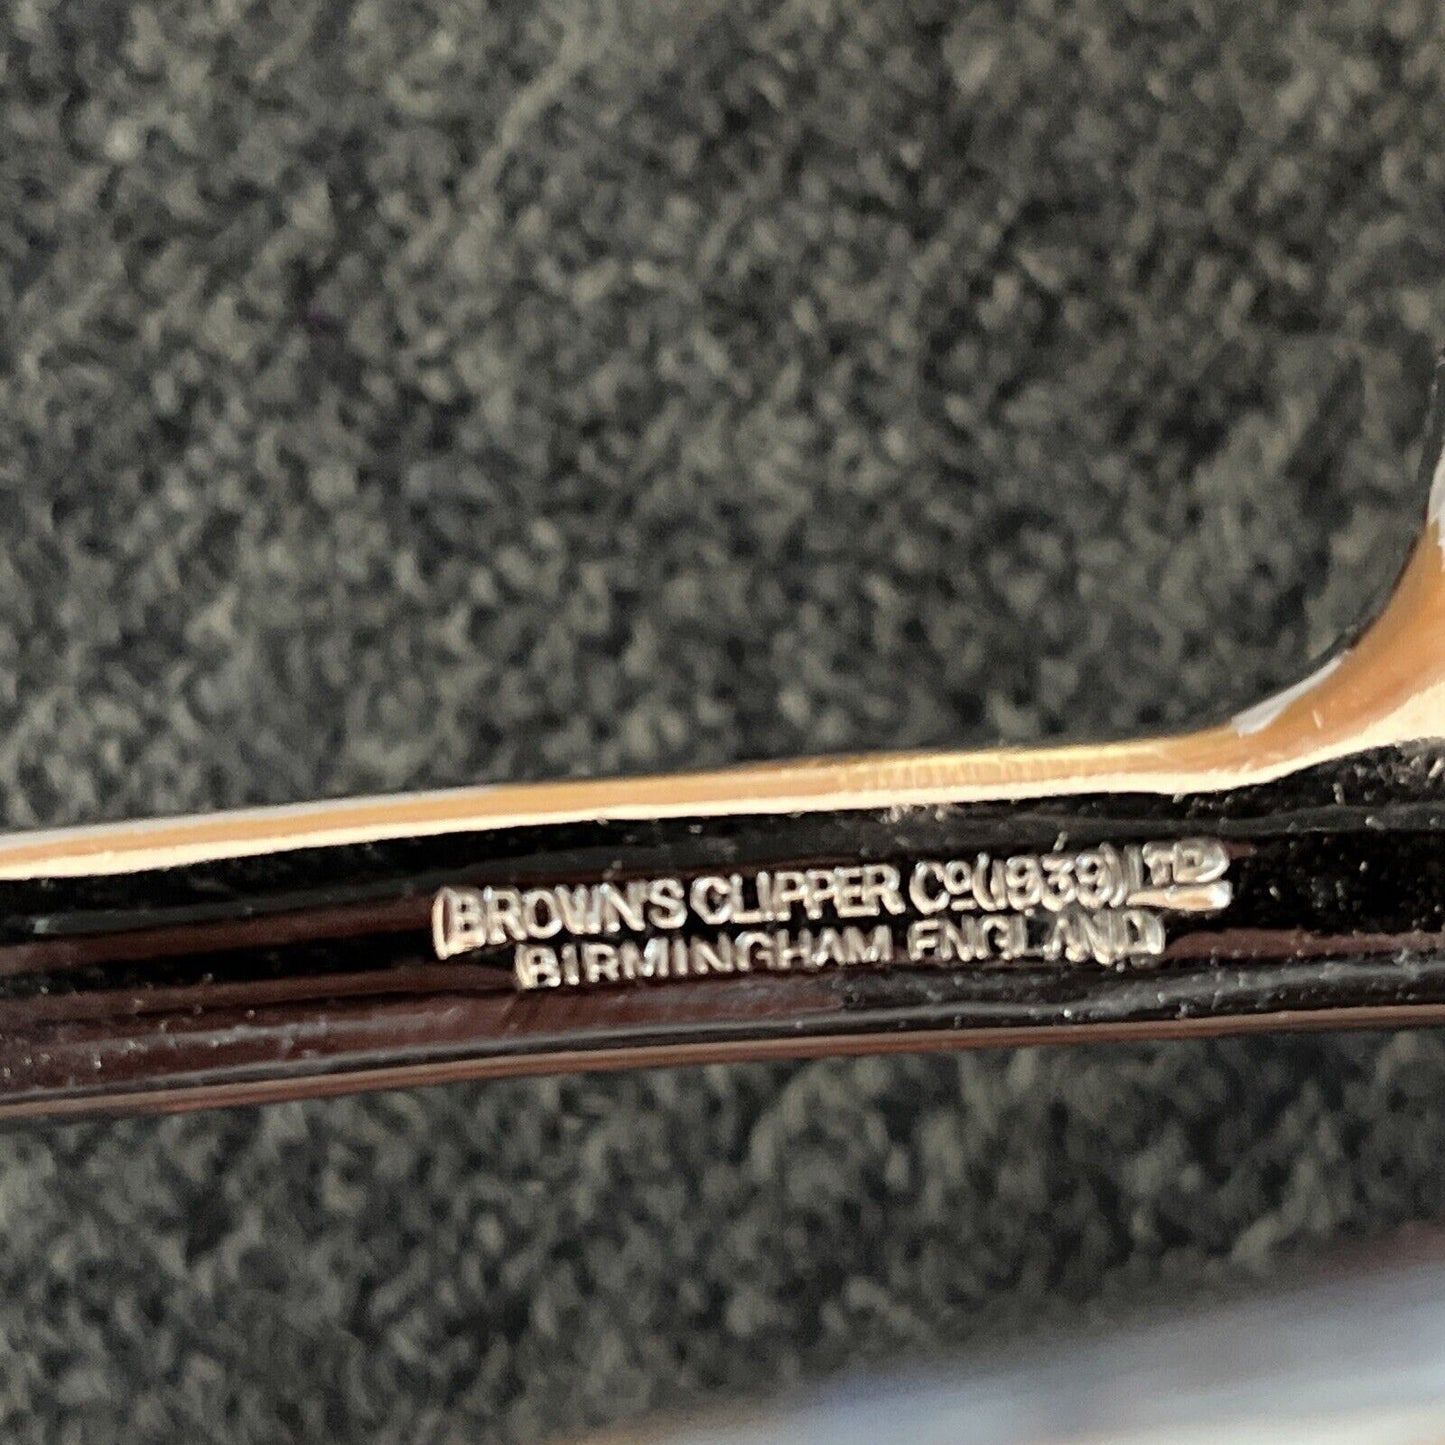 BROWN'S CLIPPER Cº(1939)LTD
BIRMINGHAM ENGLAND